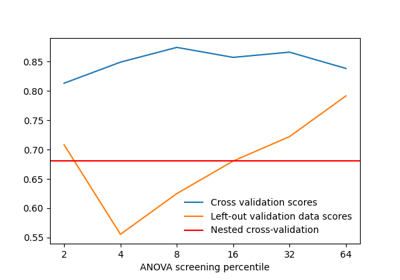 0.85
0.80
0.75
0.70
0.65
0.60
0.55
Cross validation scores
Left-out validation data scores
Nested cross-validation
2 4 8 16 32 64
ANOVA screening percentile